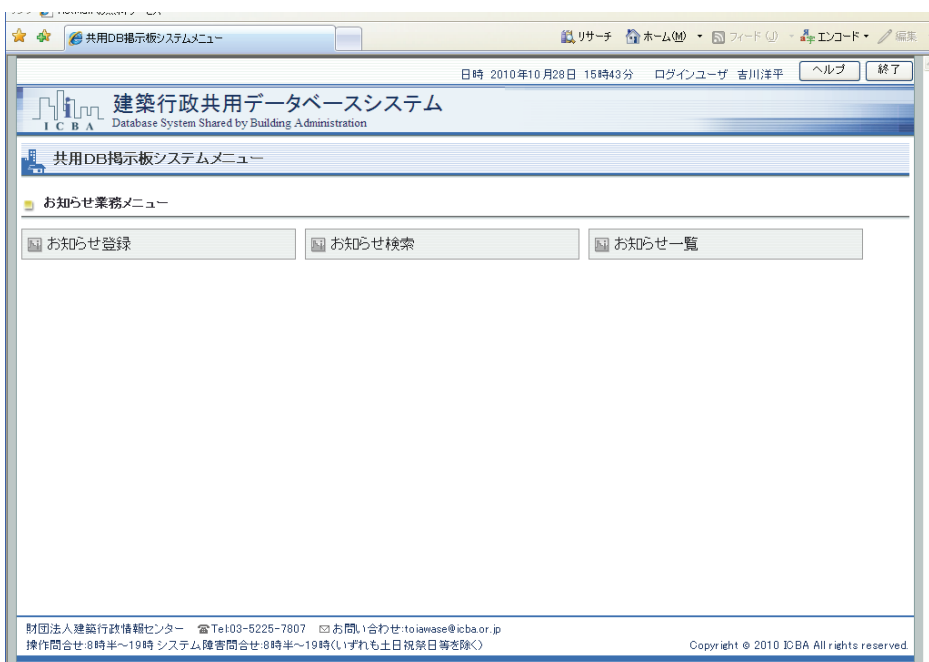 共用DB掲示板システムメニュー
リサーチ ホーム(M) フィード(J) エンコード 編集
日時 2010年10月28日 15時43分 ログインユーザ 吉川洋平 ヘルプ 終了
建築行政共用データベースシステム
ICBA Database System Shared by Building Administration
共用DB掲示板システムメニュー
お知らせ業務メニュー
お知らせ登録 お知らせ検索 お知らせ一覧
財団法人建築行政情報センター ☎Tel:03-5225-7807 ✉お問い合わせ:toiawase@icba.or.jp
操作問合せ:8時半～19時 システム障害問合せ:8時半～19時(いずれも土日祝祭日等を除く) Copyright © 2010 ICBA All rights reserved.